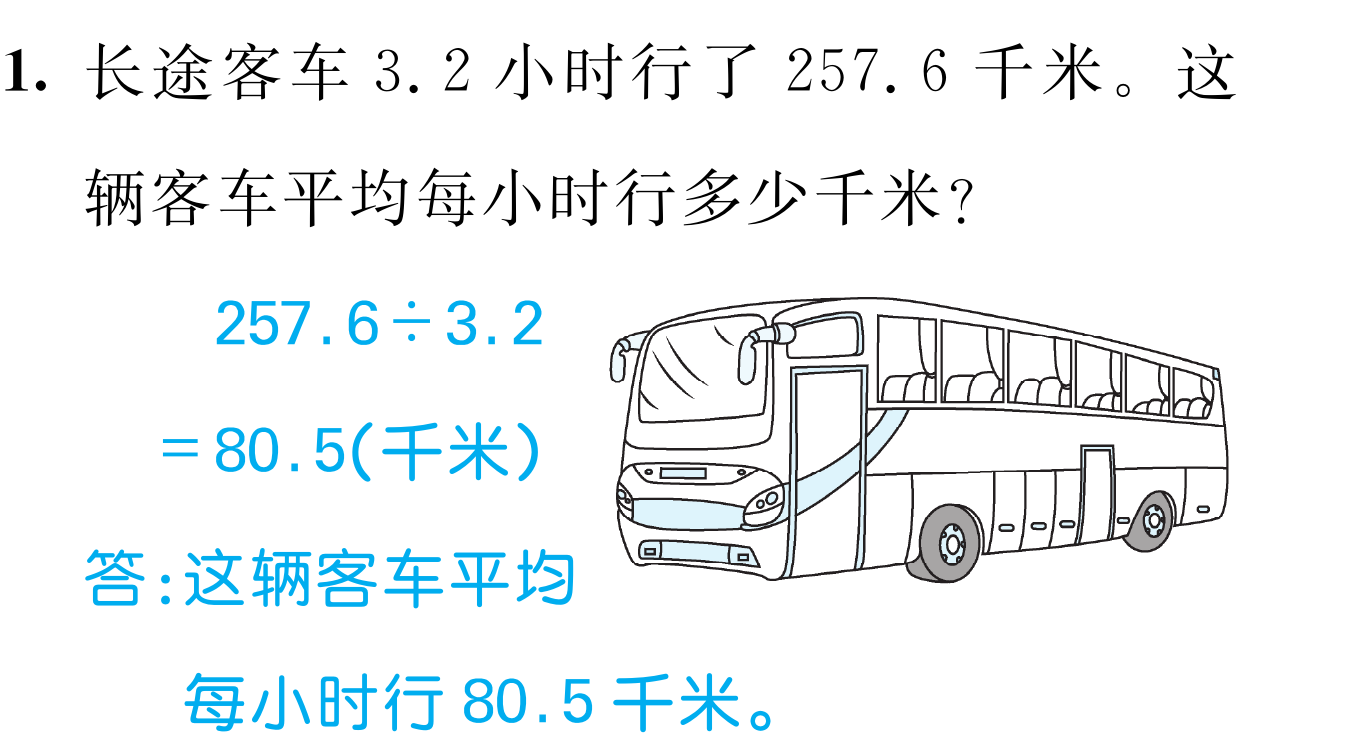 1. 长途客车 3.2 小时行了 257.6 千米。这
辆客车平均每小时行多少千米?
257.6÷3.2
=80.5(千米)
答:这辆客车平均
每小时行 80.5 千米。